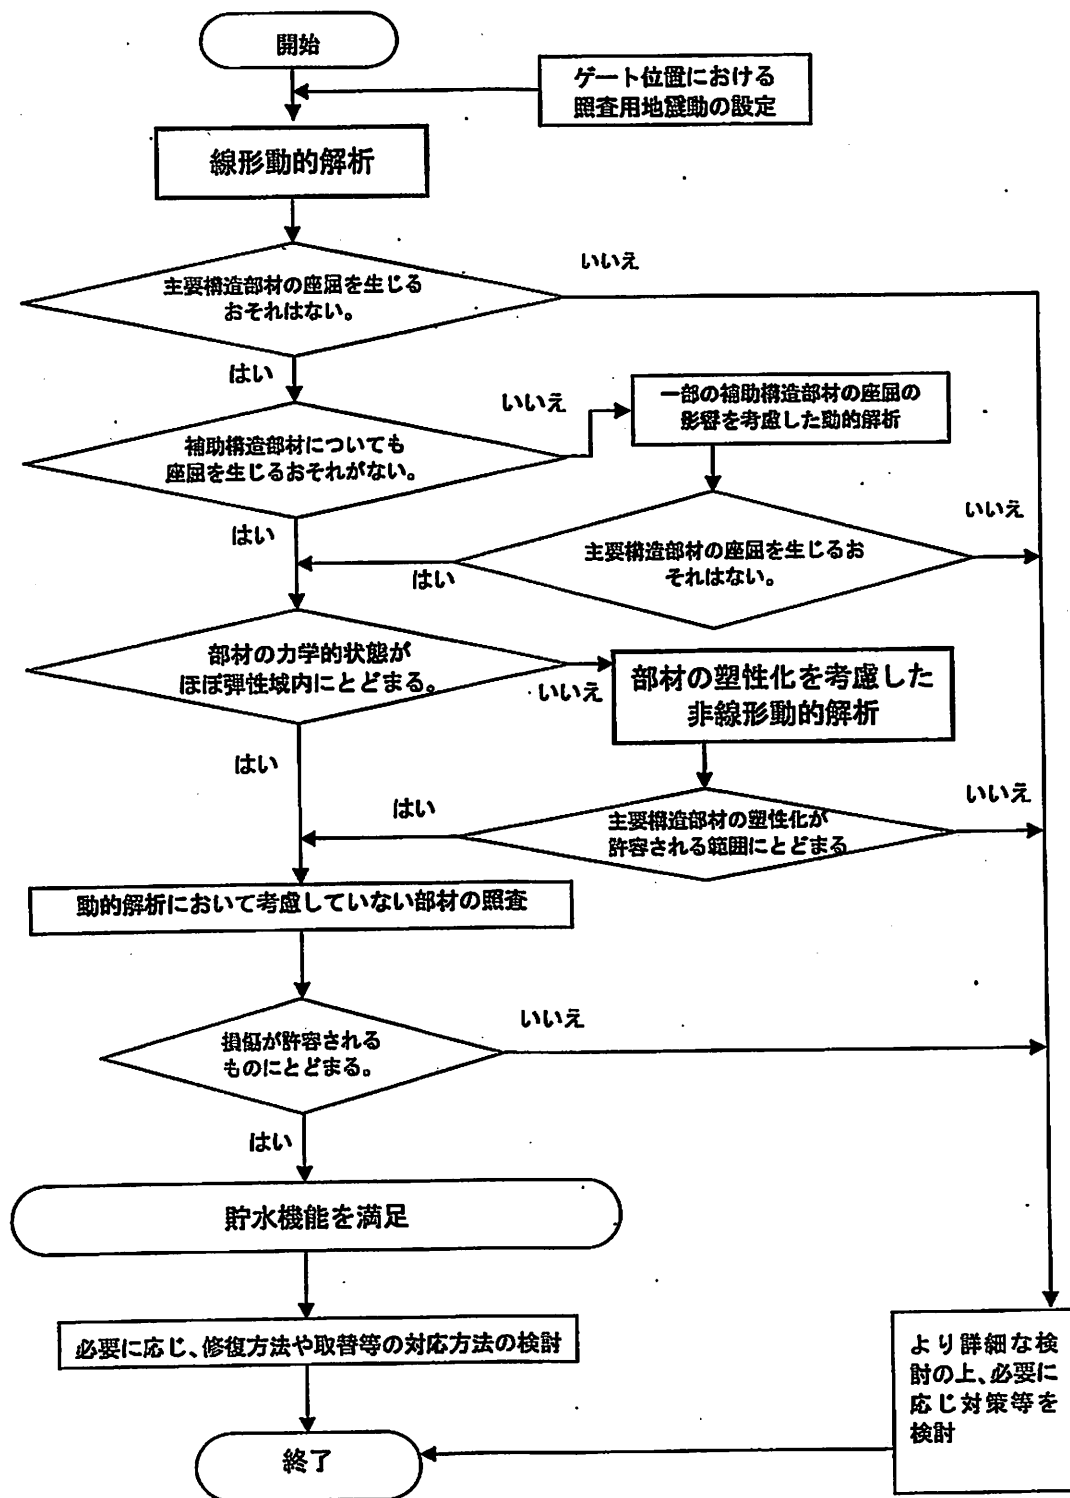 開始
ゲート位置における
照査用地震動の設定
線形動的解析
いいえ
主要構造部材の座屈を生じる
おそれはない。
はい
いいえ
一部の補助構造部材の座屈の
影響を考慮した動的解析
補助構造部材についても
座屈を生じるおそれがない。
いいえ
はい
主要構造部材の座屈を生じるお
それはない。
はい
部材の力学的状態が
ほぼ弾性域内にとどまる。
いいえ
部材の塑性化を考慮した
非線形動的解析
はい
はい
いいえ
主要構造部材の塑性化が
許容される範囲にとどまる
動的解析において考慮していない部材の照査
いいえ
損傷が許容される
ものにとどまる。
はい
貯水機能を満足
必要に応じ、修復方法や取替等の対応方法の検討
より詳細な検
討の上、必要に
応じ対策等を
検討
終了